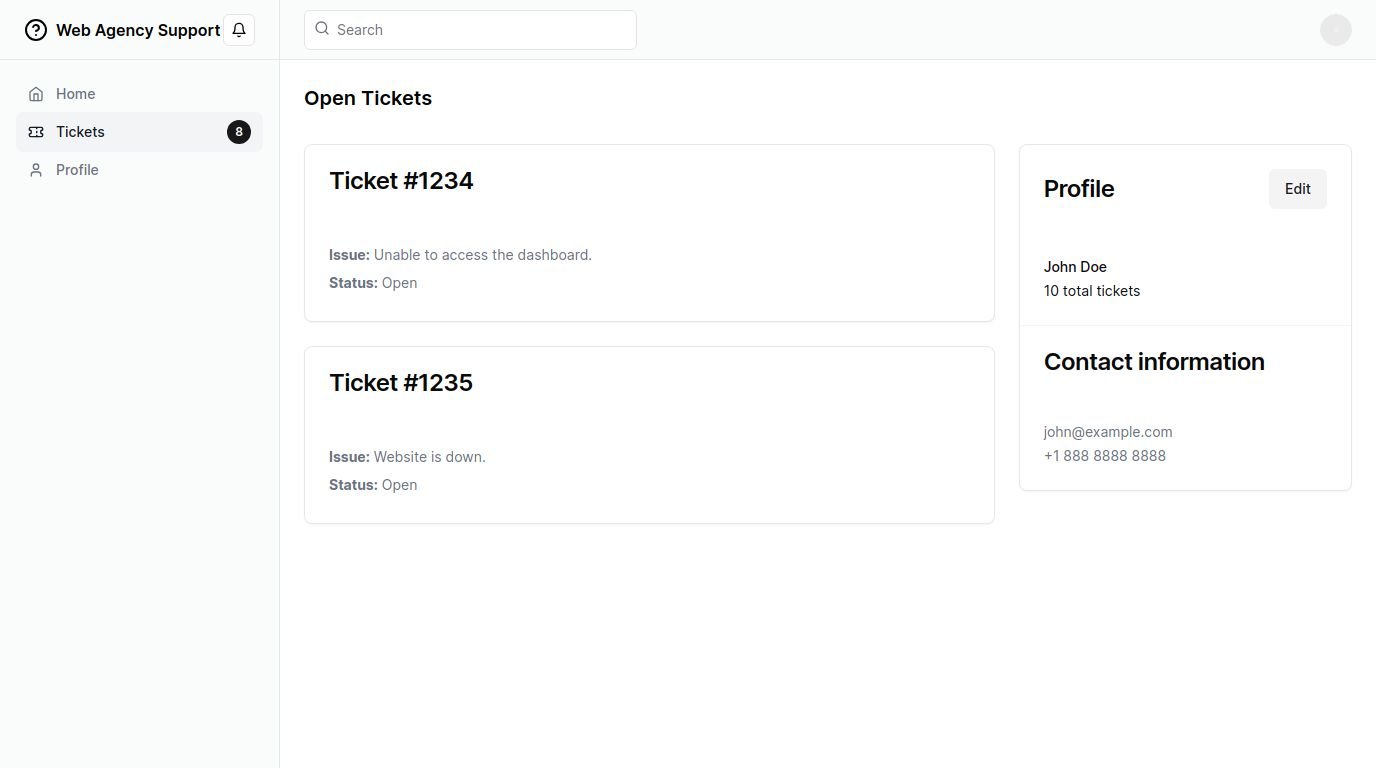 Web Agency Support
Search
Home
Tickets 8
Profile
Open Tickets
Ticket #1234
Issue: Unable to access the dashboard.
Status: Open
Ticket #1235
Issue: Website is down.
Status: Open
Profile
Edit
John Doe
10 total tickets
Contact information
john@example.com
+1 888 8888 8888